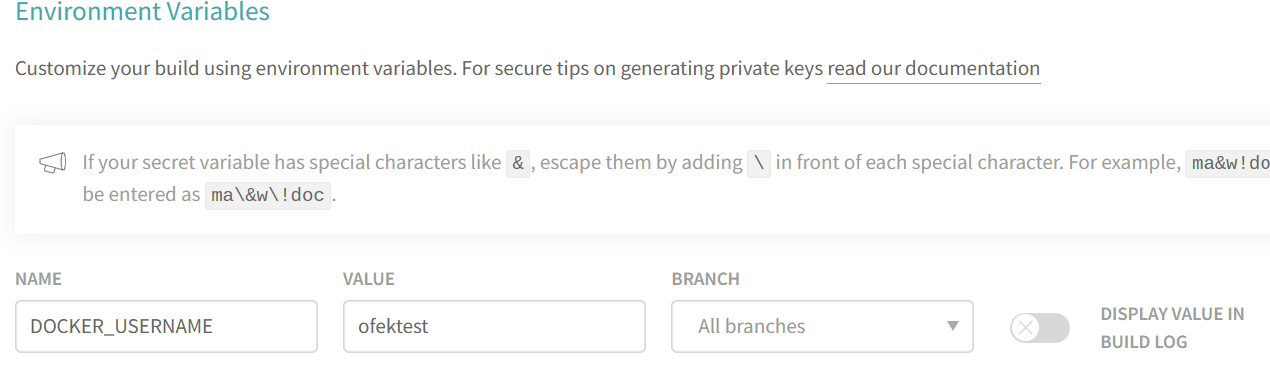 Environment Variables
Customize your build using environment variables. For secure tips on generating private keys read our documentation
If your secret variable has special characters like & , escape them by adding \ in front of each special character. For example, ma&w!do
be entered as ma\&w\!doc .
NAME VALUE BRANCH
DOCKER_USERNAME ofektest All branches DISPLAY VALUE IN
BUILD LOG